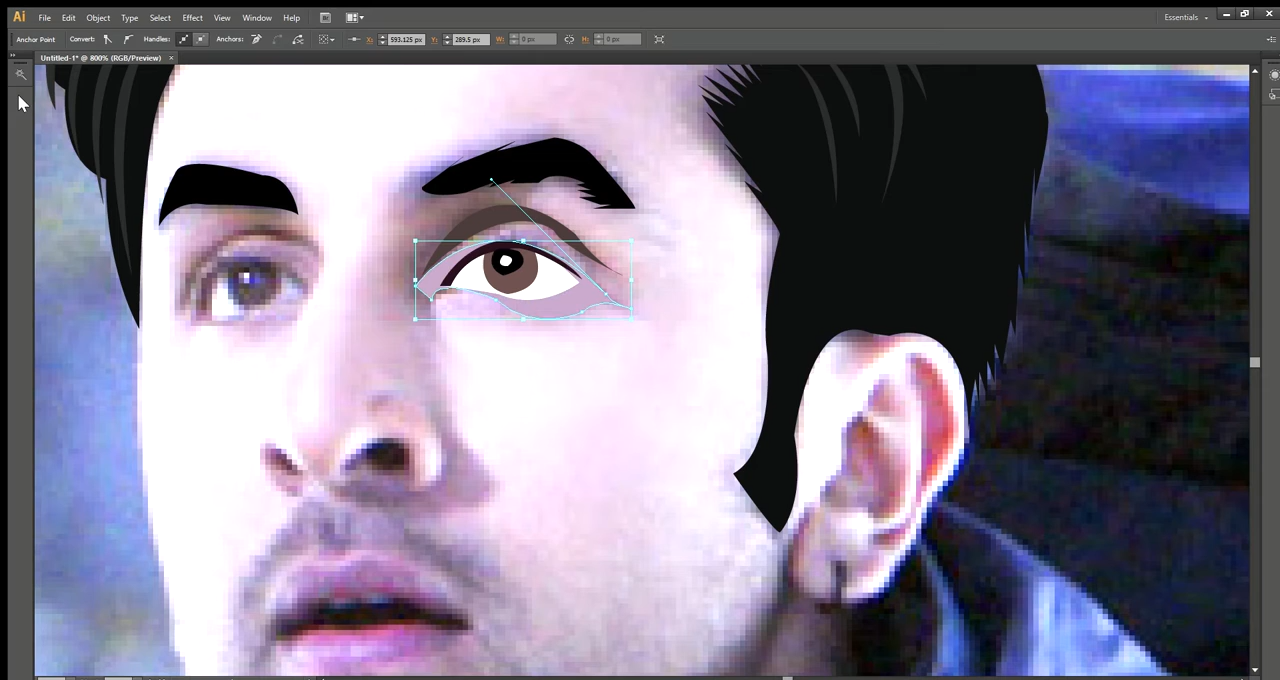 Ai File Edit Object Type Select Effect View Window Help Br Essentials
Anchor Point Convert: Handles: Anchors: X: 593.125 px Y: 289.5 px W: 0 px H: 0 px
Untitled-1* @ 800% (RGB/Preview) ×